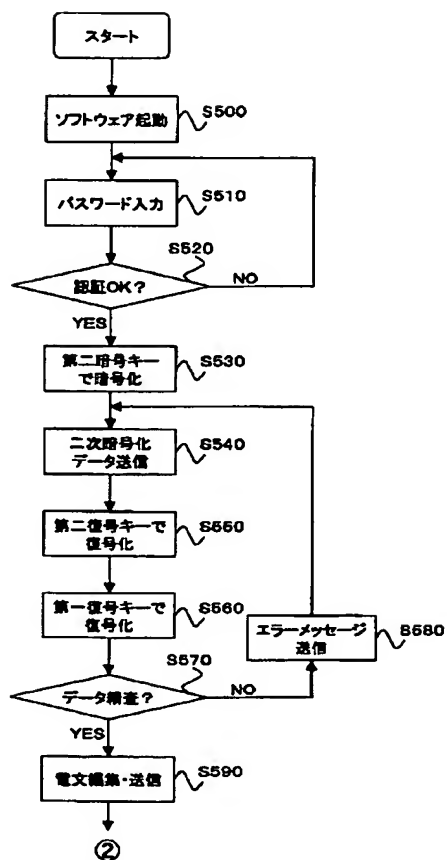 スタート
ソフトウェア起動
S500
パスワード入力
S510
S520
認証OK?
NO
YES
第二暗号キー
で暗号化
S530
二次暗号化
データ送信
S540
第二復号キーで
復号化
S550
第一復号キーで
復号化
S560
エラーメッセージ
送信
S580
S570
データ精査?
NO
YES
電文編集・送信
S590
②